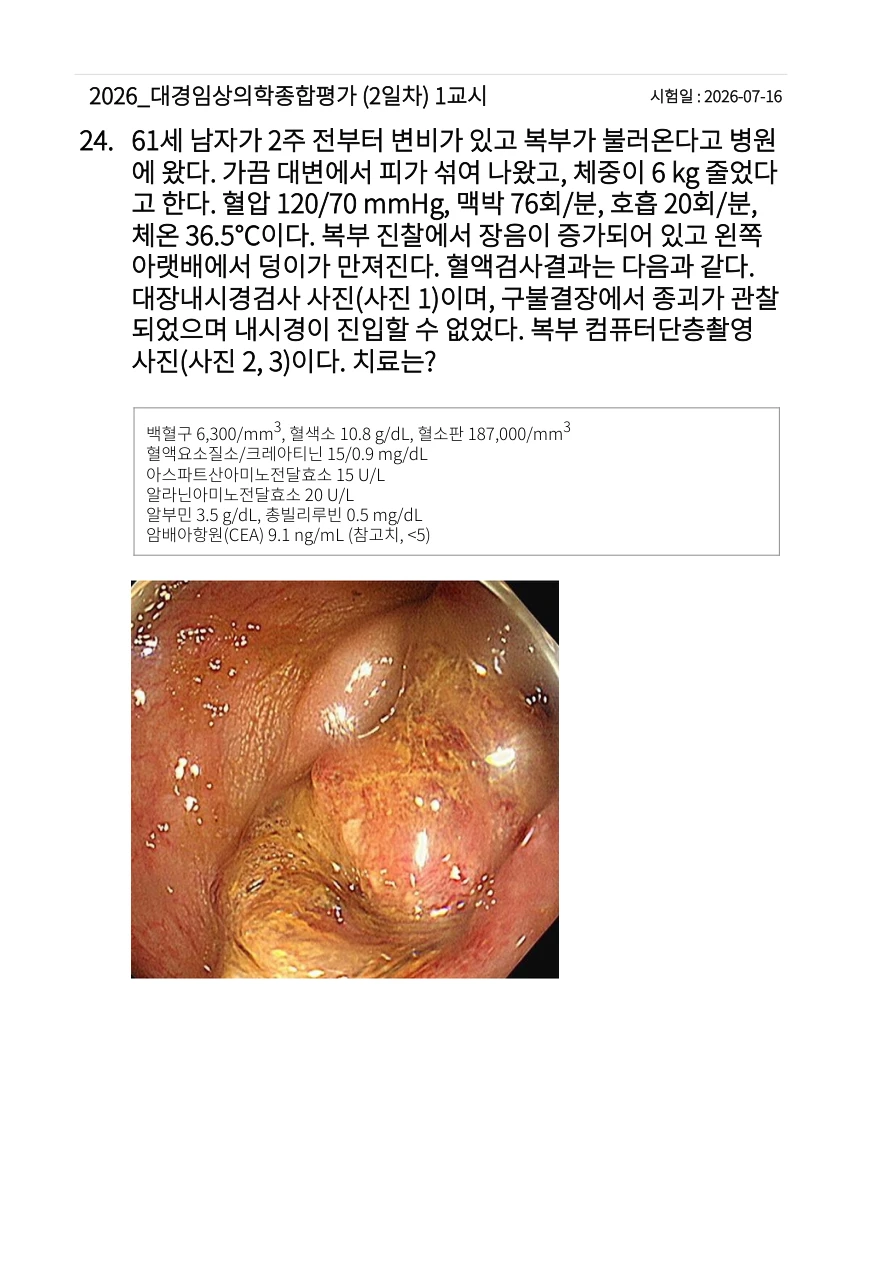 2026_대경임상의학종합평가 (2일차) 1교시
시험일 : 2026-07-16
24. 61세 남자가 2주 전부터 변비가 있고 복부가 불러온다고 병원
에 왔다. 가끔 대변에서 피가 섞여 나왔고, 체중이 6 kg 줄었다
고 한다. 혈압 120/70 mmHg, 맥박 76회/분, 호흡 20회/분,
체온 36.5°C이다. 복부 진찰에서 장음이 증가되어 있고 왼쪽
아랫배에서 덩이가 만져진다. 혈액검사결과는 다음과 같다.
대장내시경검사 사진(사진 1)이며, 구불결장에서 종괴가 관찰
되었으며 내시경이 진입할 수 없었다. 복부 컴퓨터단층촬영
사진(사진 2, 3)이다. 치료는?
백혈구 6,300/mm³, 혈색소 10.8 g/dL, 혈소판 187,000/mm³
혈액요소질소/크레아티닌 15/0.9 mg/dL
아스파트산아미노전달효소 15 U/L
알라닌아미노전달효소 20 U/L
알부민 3.5 g/dL, 총빌리루빈 0.5 mg/dL
암배아항원(CEA) 9.1 ng/mL (참고치, <5)